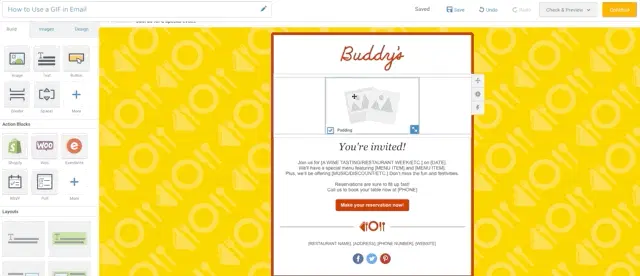 How to Use a GIF in Email
Saved
Save
Undo
Redo
Check & Preview
Continue
Build
Images
Design
Image
Text
Button
Divider
Spacer
More
Action Blocks
Shopify
Woo
Eventbrite
RSVP
Poll
More
Layouts
Buddy's
Padding
You're invited!
Join us for [A WINE TASTING/RESTAURANT WEEK/ETC.] on [DATE].
We'll have a special menu featuring [MENU ITEM] and [MENU ITEM].
Plus, we'll be offering [MUSIC/DISCOUNT/ETC.]. Don't miss the fun and festivities.
Reservations are sure to fill up fast!
Call us to book your table now at [PHONE]
Make your reservation now!
[RESTAURANT NAME], [ADDRESS], [PHONE NUMBER], [WEBSITE]